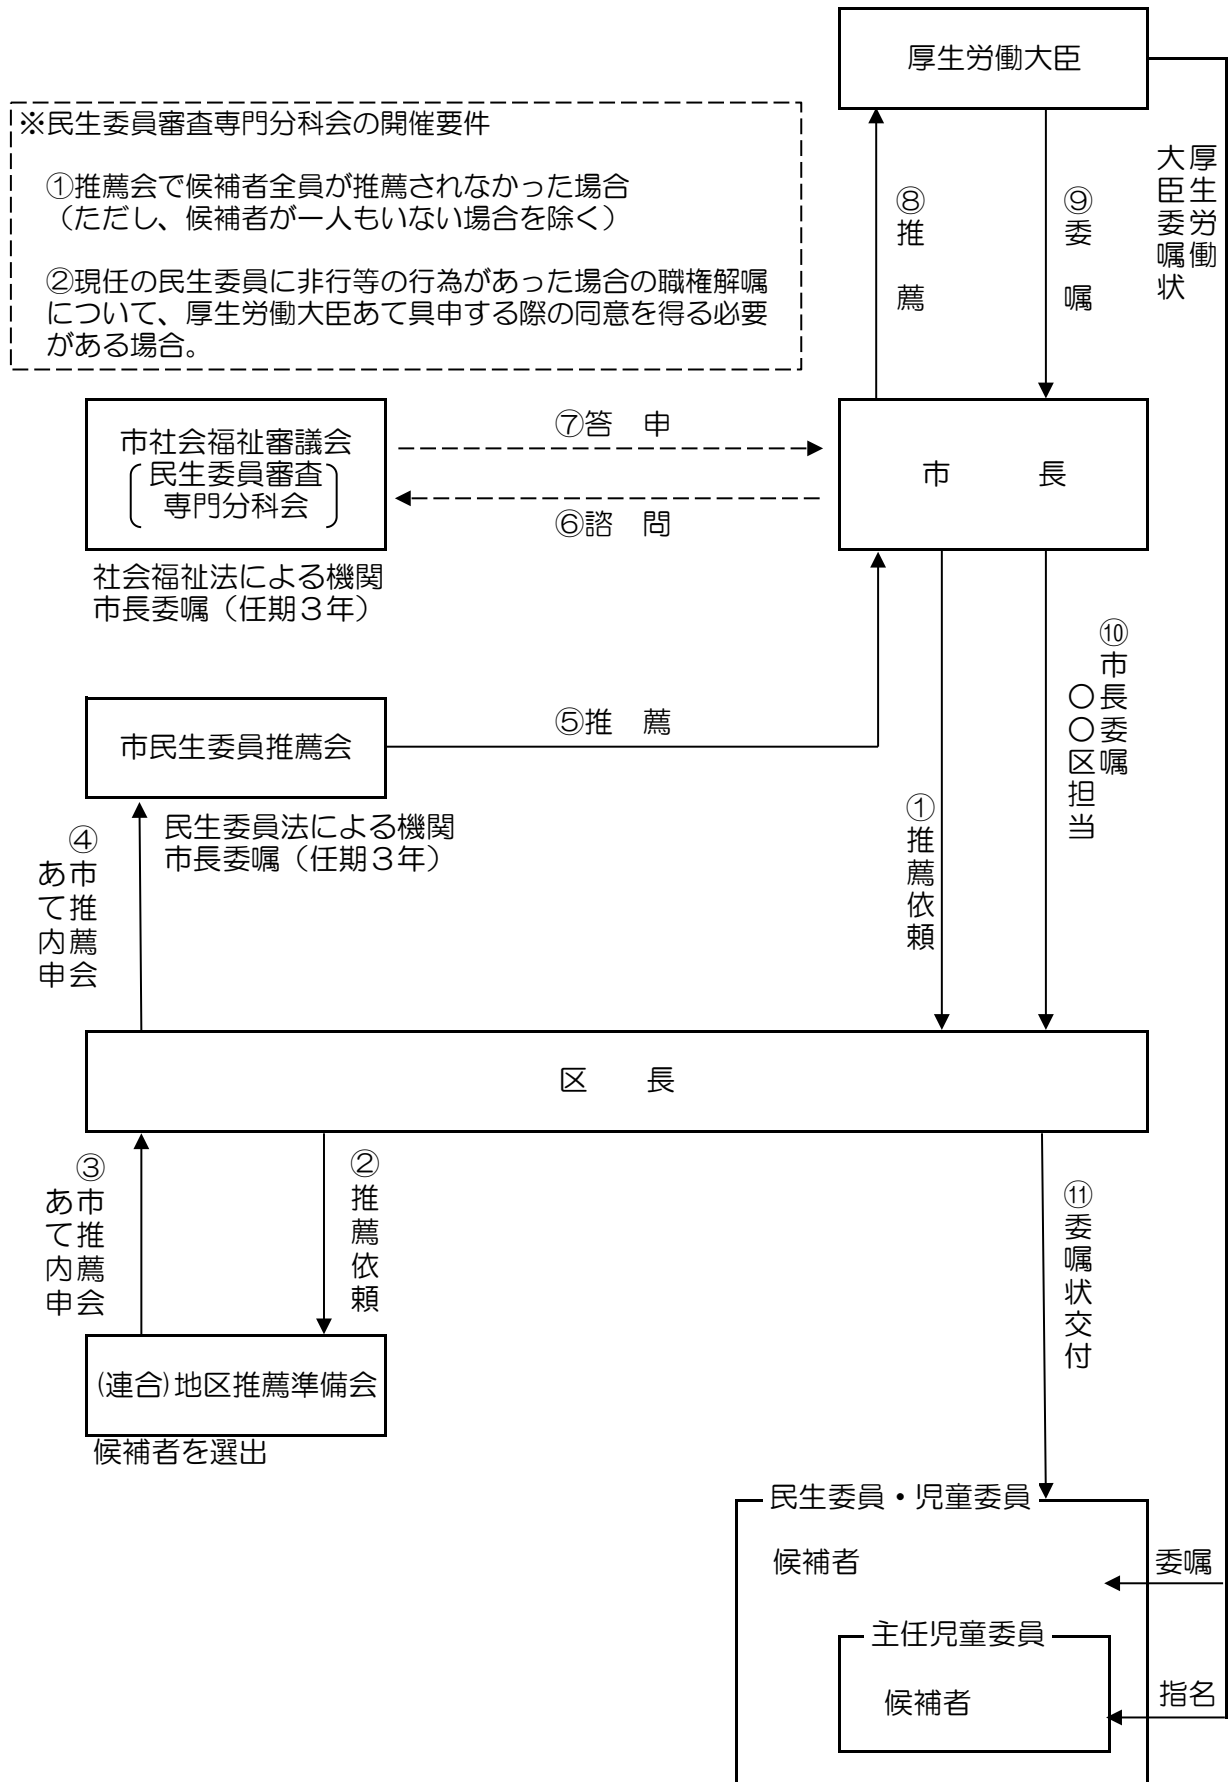 厚生労働大臣
※民生委員審査専門分科会の開催要件
①推薦会で候補者全員が推薦されなかった場合
（ただし、候補者が一人もいない場合を除く）
②現任の民生委員に非行等の行為があった場合の職権解嘱
について、厚生労働大臣あて具申する際の同意を得る必要
がある場合。
⑧推　薦
⑨委　嘱
厚生労働
大臣委嘱状
市社会福祉審議会
民生委員審査
専門分科会
⑦答　申
⑥諮　問
市　　長
社会福祉法による機関
市長委嘱（任期３年）
⑩市長委嘱
〇〇区担当
市民生委員推薦会
⑤推　薦
民生委員法による機関
市長委嘱（任期３年）
①推薦依頼
④市推薦会
あて内申
区　長
③市推薦会
あて内申
②推薦依頼
⑪委嘱状交付
(連合)地区推薦準備会
候補者を選出
民生委員・児童委員
候補者
委嘱
主任児童委員
候補者
指名